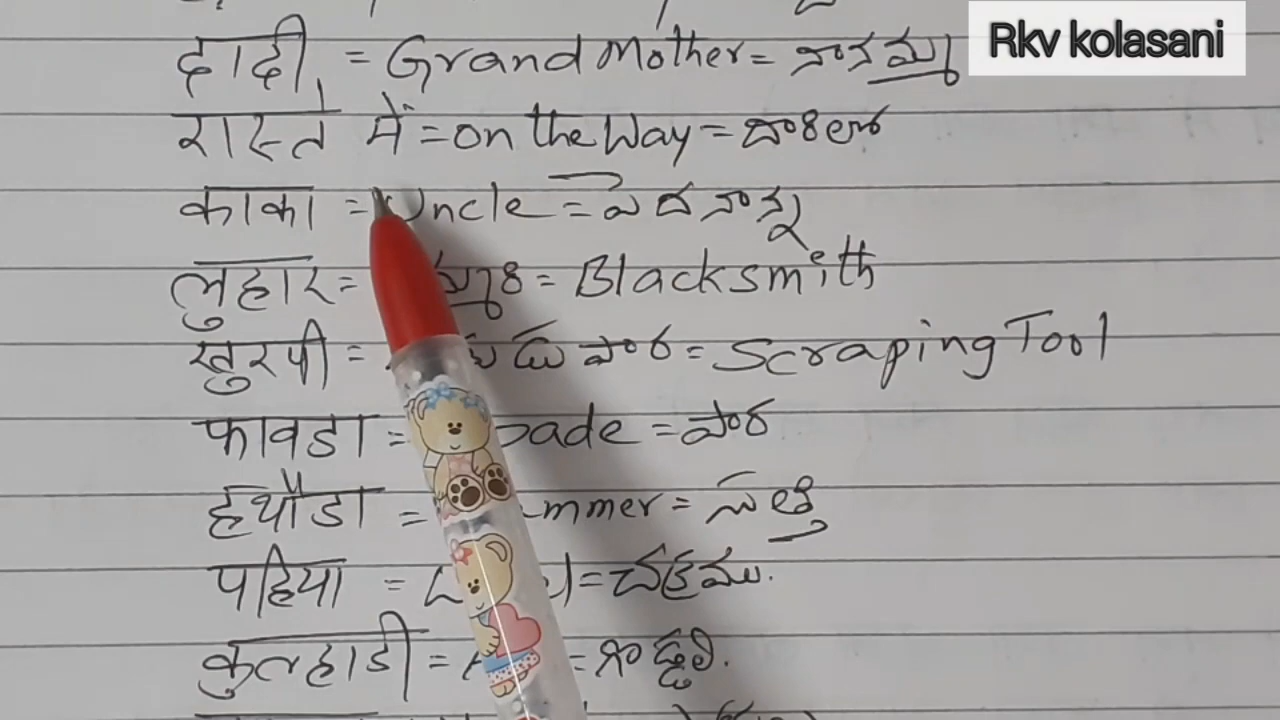 Rkv kolasani
दादी = Grand Mother = నానమ్మ
रास्ते में = on the Way = దారిలో
काका = Uncle = పెదనాన్న
लुहार = = Blacksmith
खुरपी = పార = Scraping Tool
फावडा = = పార
हथौडा = = సుత్తి
पहिया = = చక్రము.
कुलहाडी = = గొడ్డలి.